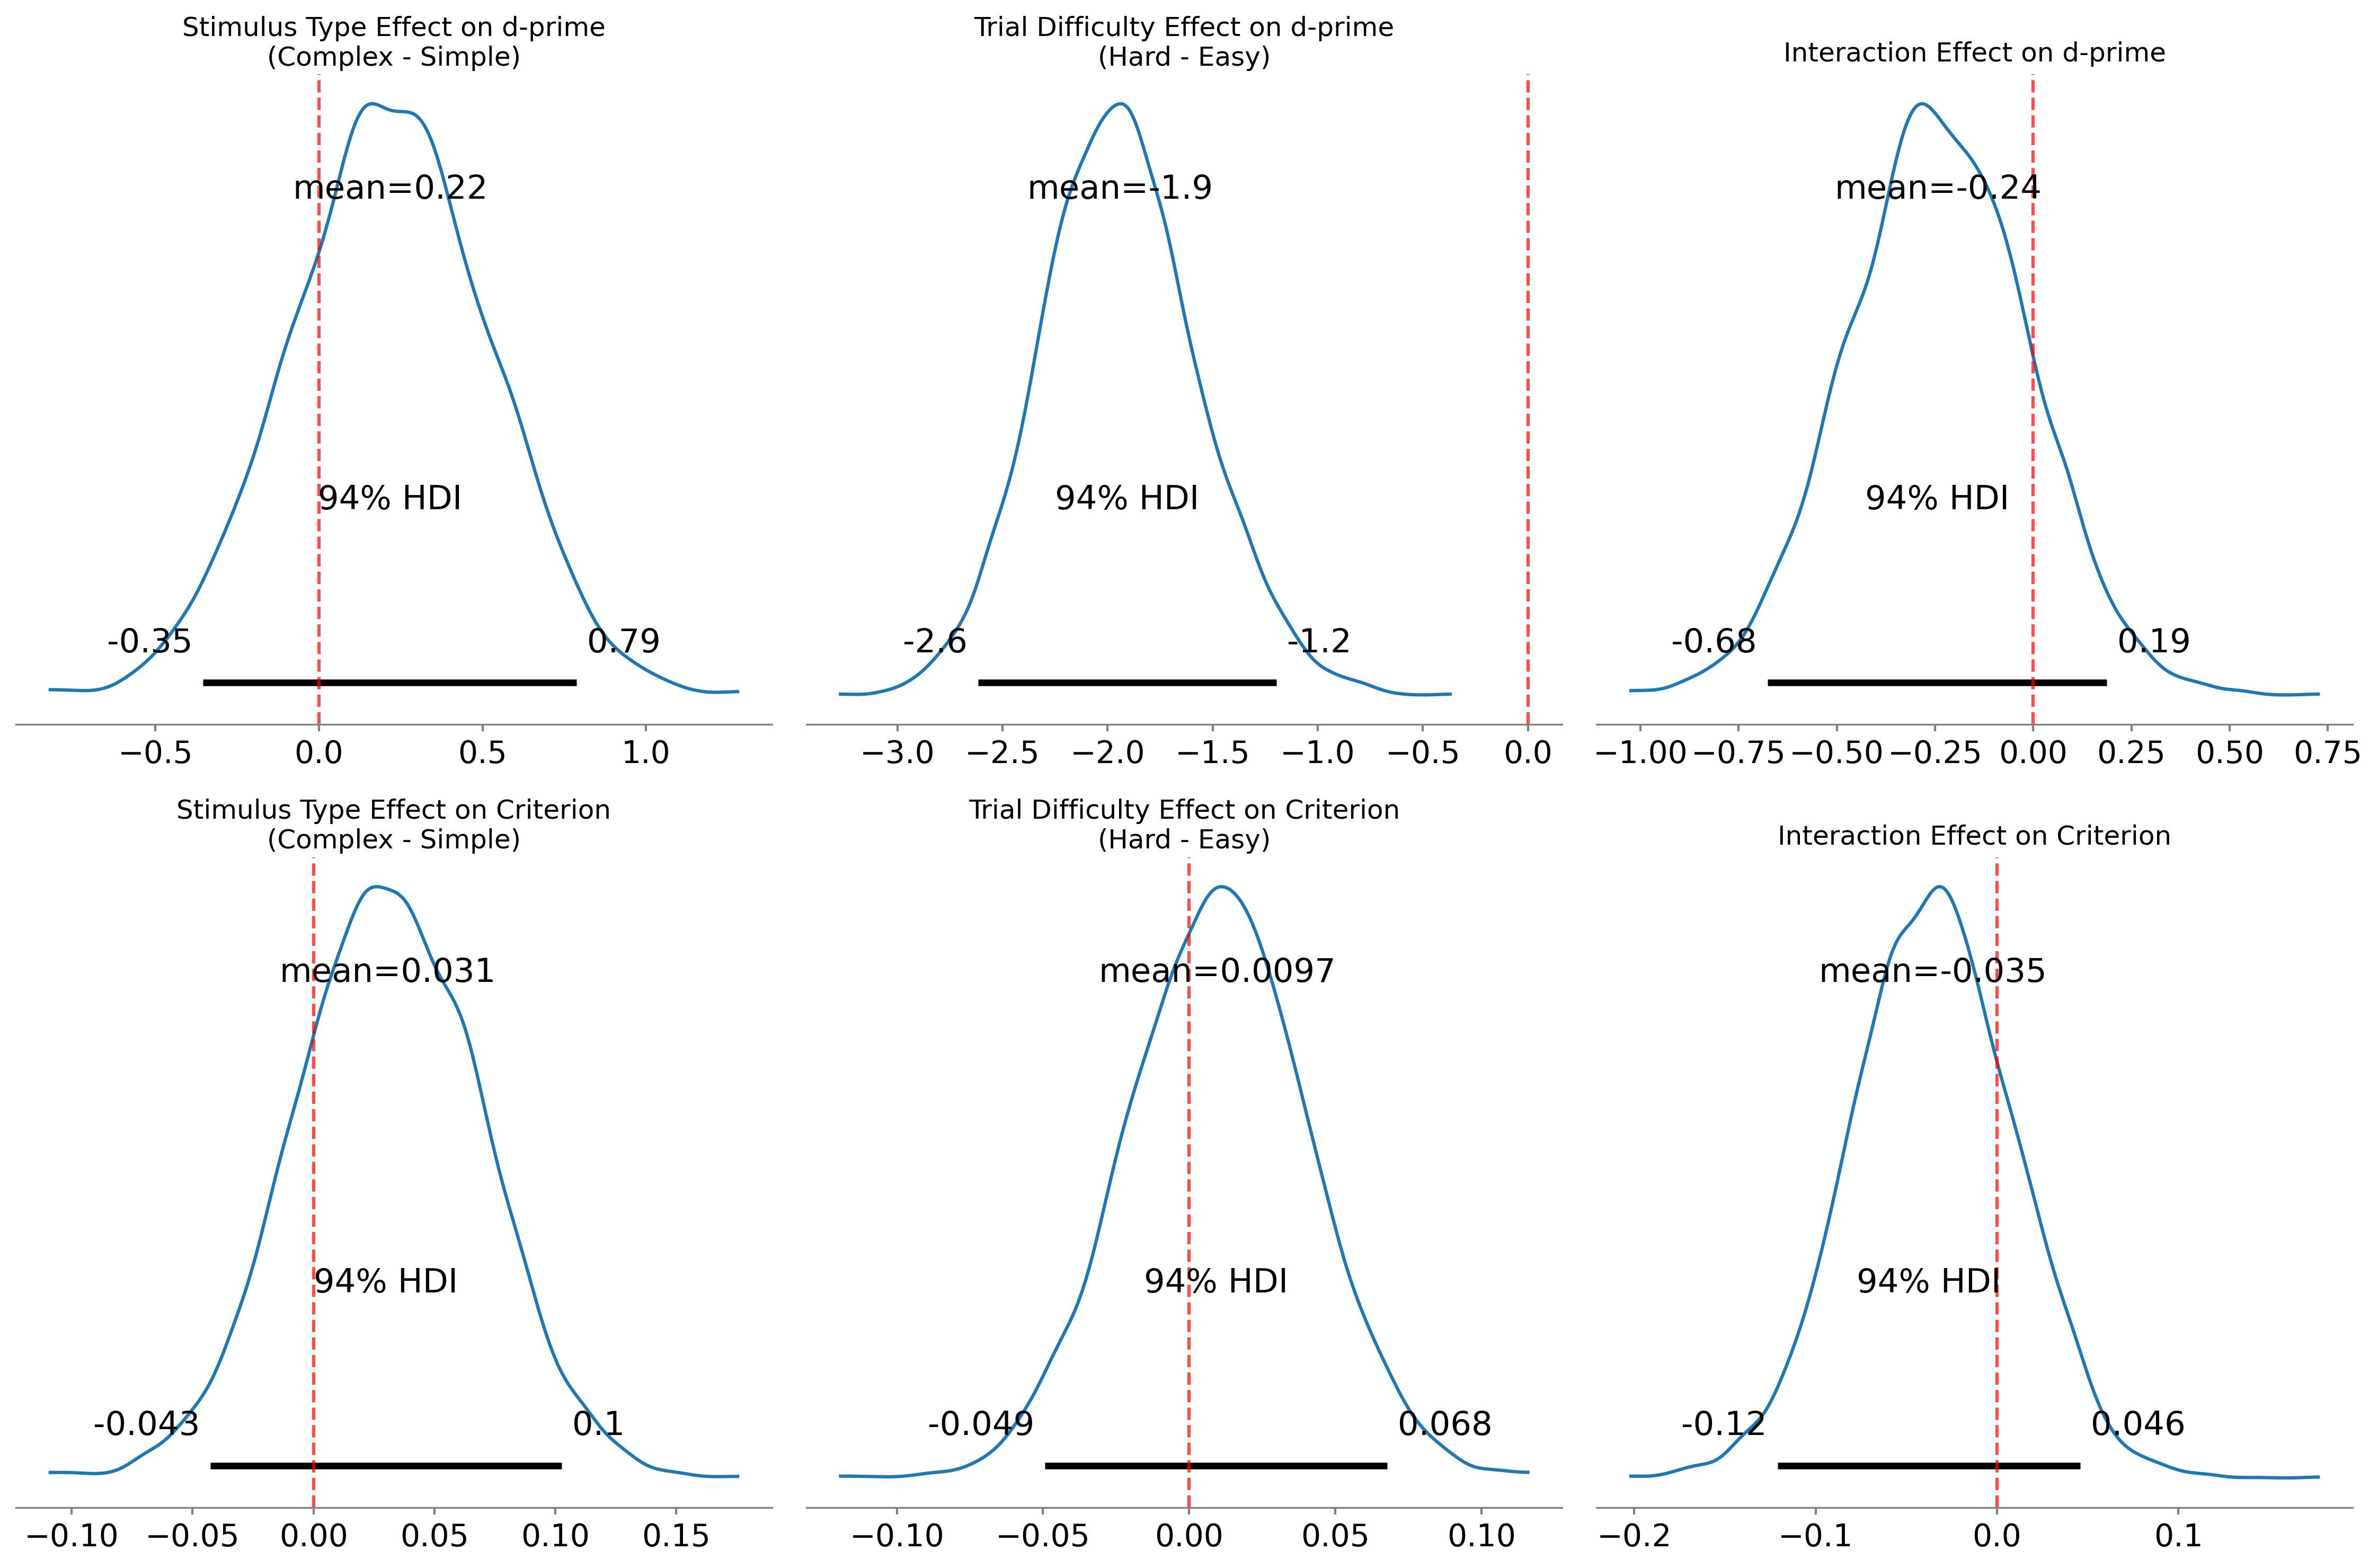 Stimulus Type Effect on d-prime
(Complex - Simple)
mean=0.22
94% HDI
-0.35
0.79
−0.5
0.0
0.5
1.0
Trial Difficulty Effect on d-prime
(Hard - Easy)
mean=-1.9
94% HDI
-2.6
-1.2
−3.0
−2.5
−2.0
−1.5
−1.0
−0.5
0.0
Interaction Effect on d-prime
mean=-0.24
94% HDI
-0.68
0.19
−1.00
−0.75
−0.50
−0.25
0.00
0.25
0.50
0.75
Stimulus Type Effect on Criterion
(Complex - Simple)
mean=0.031
94% HDI
-0.043
0.1
−0.10
−0.05
0.00
0.05
0.10
0.15
Trial Difficulty Effect on Criterion
(Hard - Easy)
mean=0.0097
94% HDI
-0.049
0.068
−0.10
−0.05
0.00
0.05
0.10
Interaction Effect on Criterion
mean=-0.035
94% HDI
-0.12
0.046
−0.2
−0.1
0.0
0.1